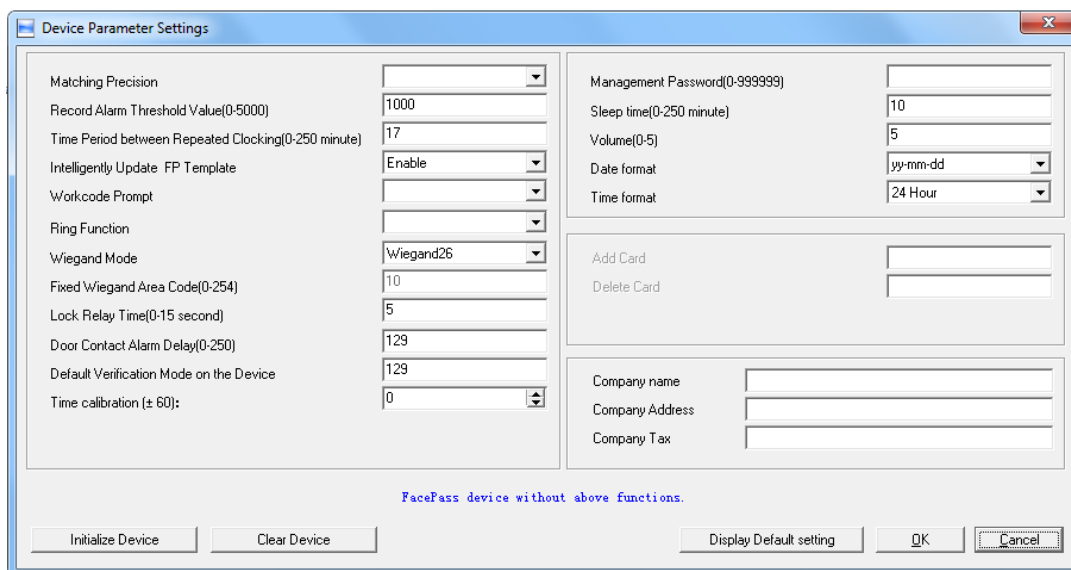 Device Parameter Settings
Matching Precision
Record Alarm Threshold Value(0-5000) 1000
Time Period between Repeated Clocking(0-250 minute) 17
Intelligently Update FP Template Enable
Workcode Prompt
Ring Function
Wiegand Mode Wiegand26
Fixed Wiegand Area Code(0-254) 10
Lock Relay Time(0-15 second) 5
Door Contact Alarm Delay(0-250) 129
Default Verification Mode on the Device 129
Time calibration (± 60): 0
Management Password(0-999999)
Sleep time(0-250 minute) 10
Volume(0-5) 5
Date format yy-mm-dd
Time format 24 Hour
Add Card
Delete Card
Company name
Company Address
Company Tax
FacePass device without above functions.
Initialize Device Clear Device Display Default setting OK Cancel